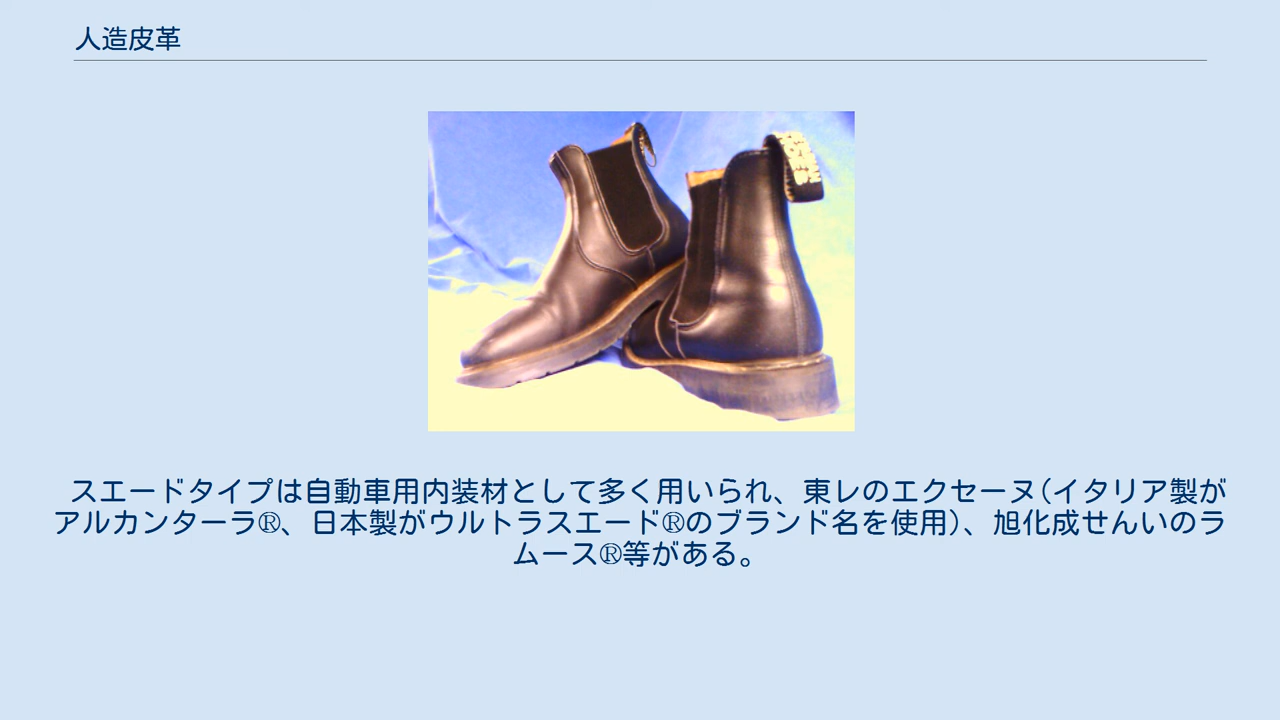 人造皮革
スエードタイプは自動車用内装材として多く用いられ、東レのエクセーヌ(イタリア製が
アルカンターラ®、日本製がウルトラスエード®のブランド名を使用)、旭化成せんいのラ
ムース®等がある。